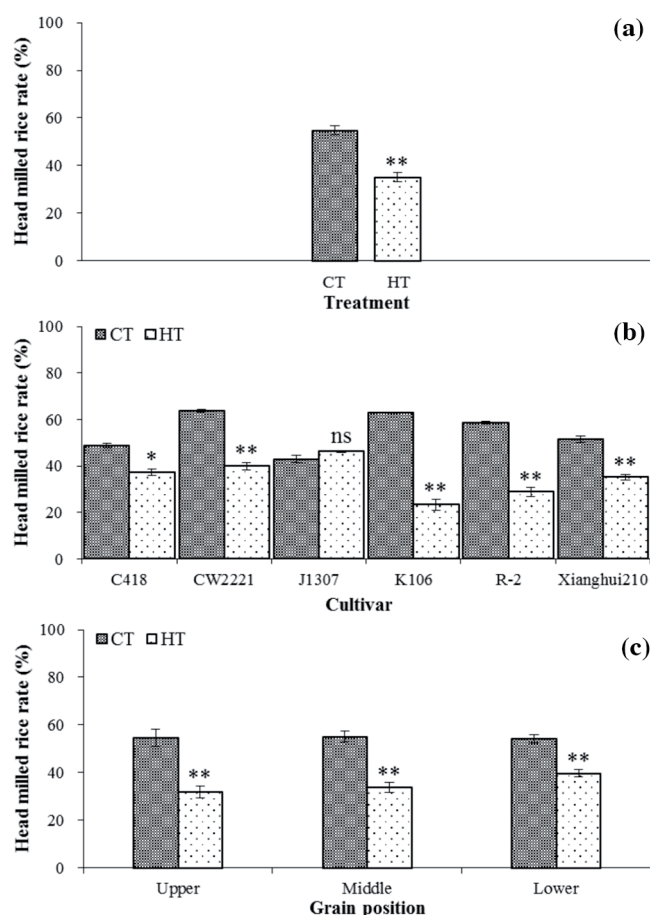 (a)
Head milled rice rate (%)
100
80
60
40
20
0
**
CT HT
Treatment
(b)
Head milled rice rate (%)
CT HT
100
80
60
40
20
0
* ** ns ** ** **
C418 CW2221 J1307 K106 R-2 Xianghui210
Cultivar
(c)
Head milled rice rate (%)
CT HT
100
80
60
40
20
0
** ** **
Upper Middle Lower
Grain position